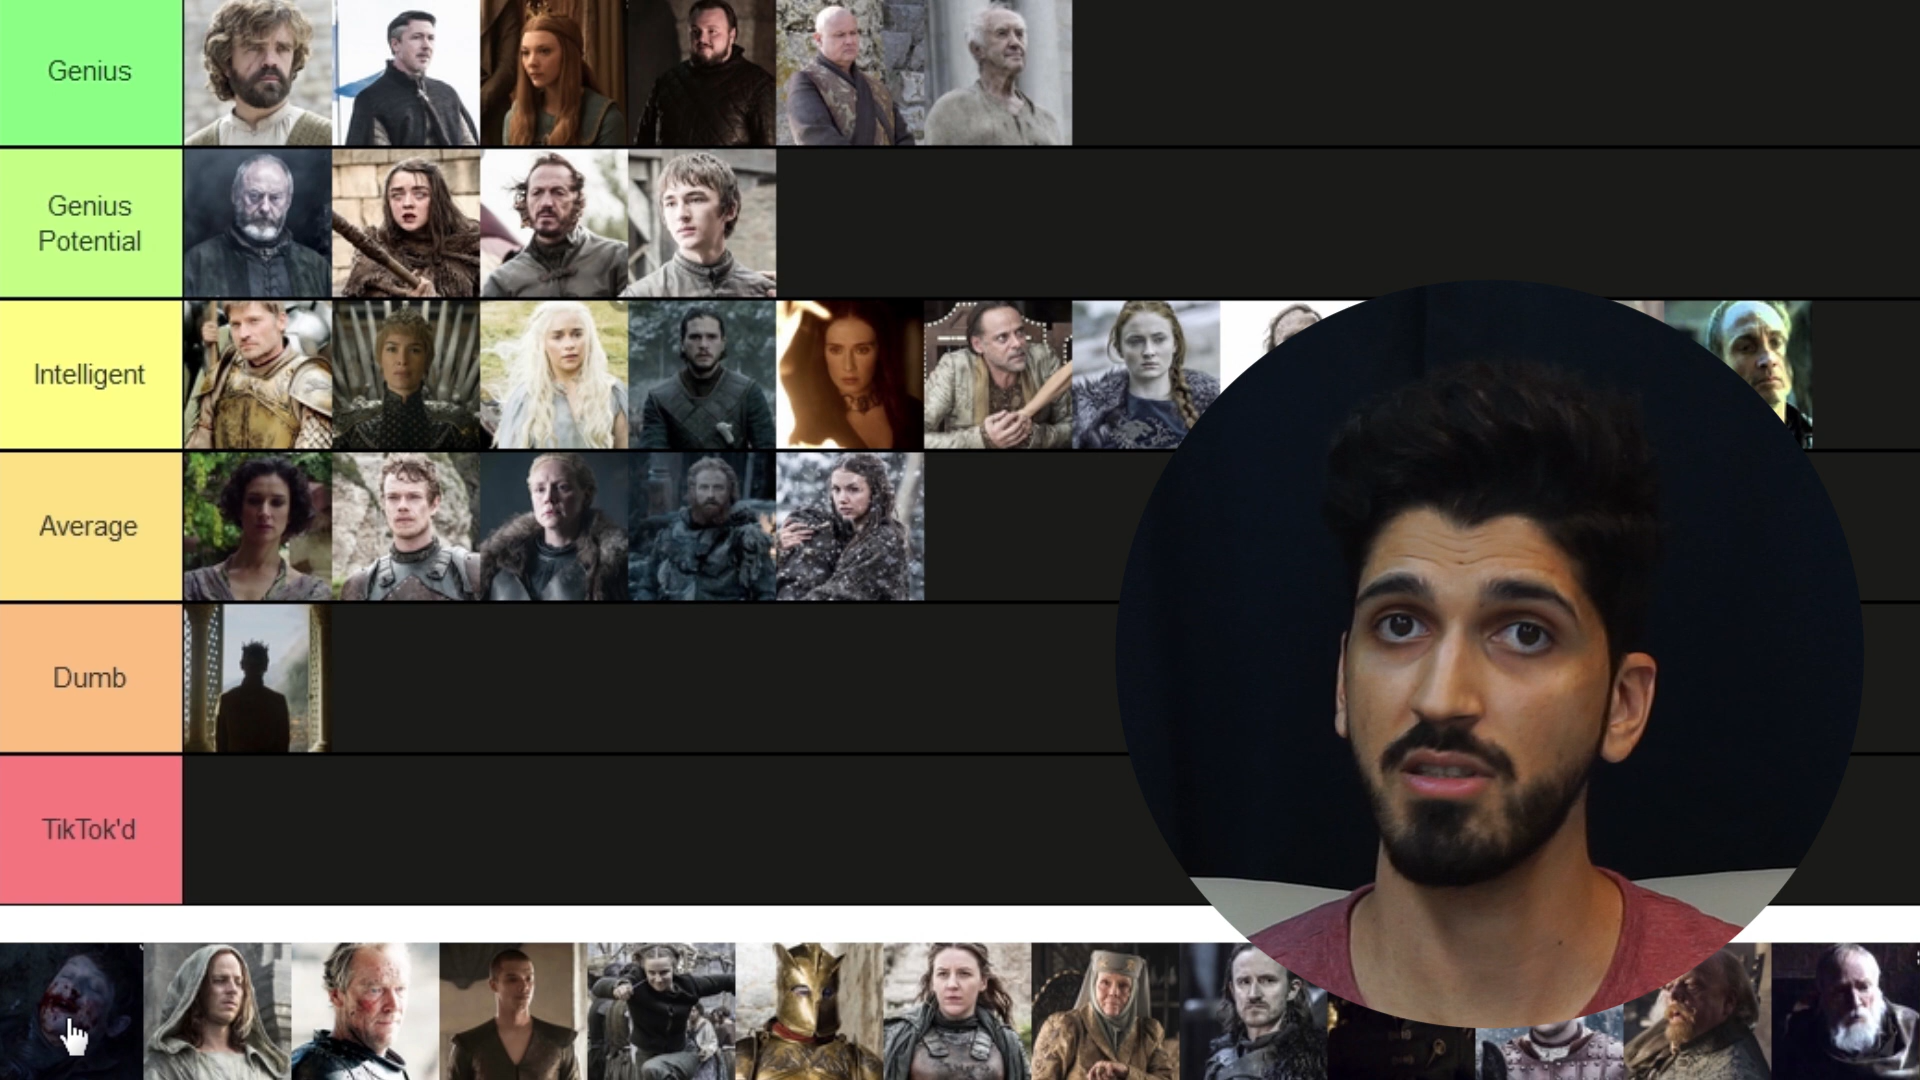 Genius
Genius
Potential
Intelligent
Average
Dumb
TikTok'd